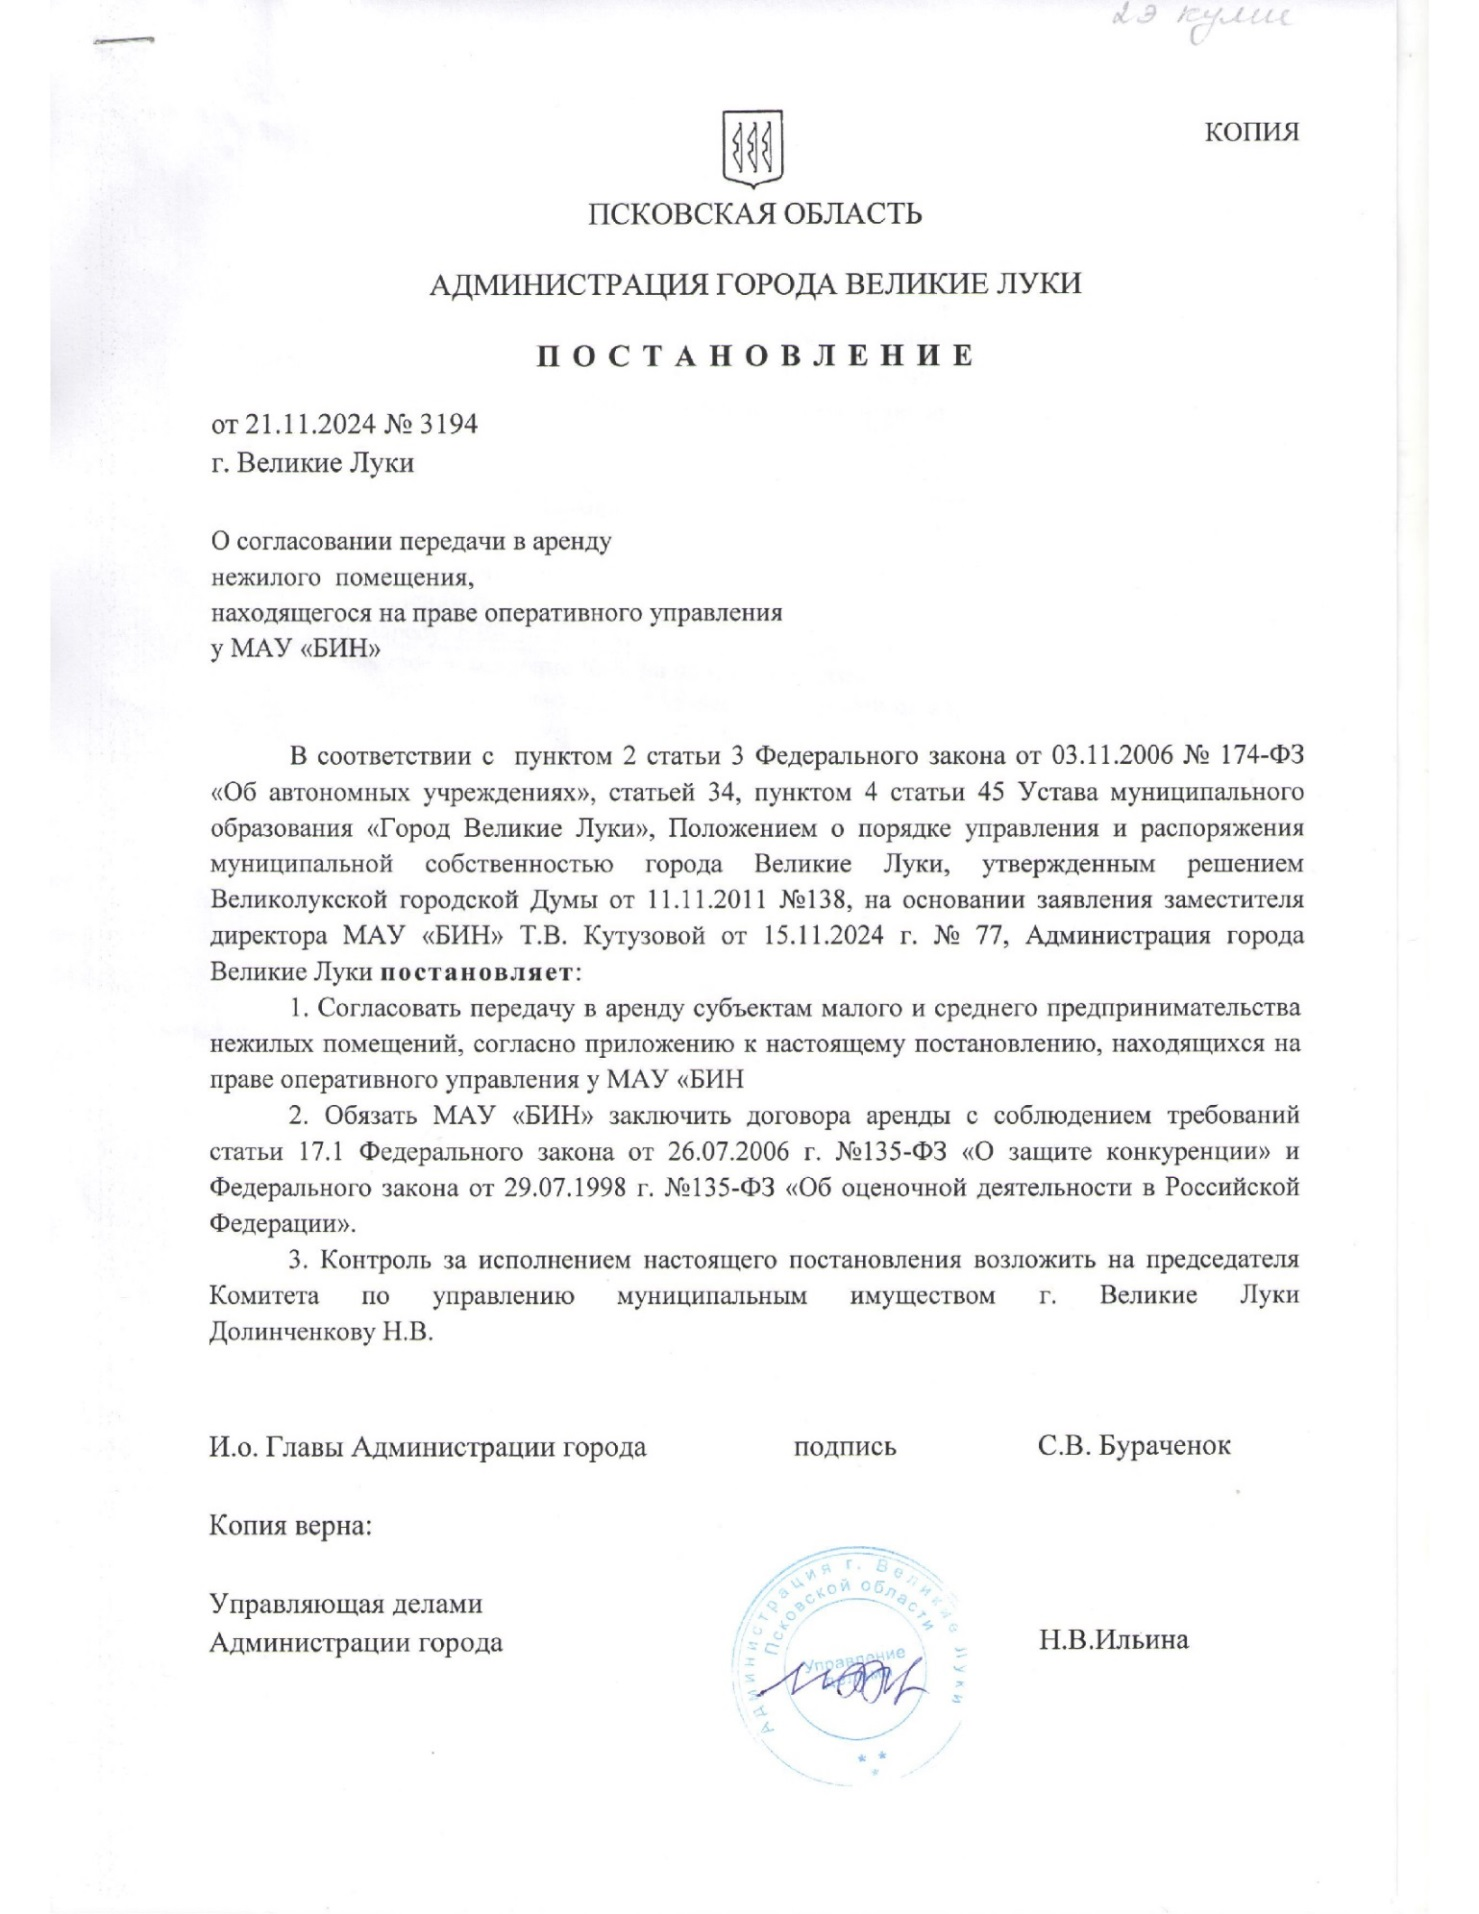 КОПИЯ
ПСКОВСКАЯ ОБЛАСТЬ
АДМИНИСТРАЦИЯ ГОРОДА ВЕЛИКИЕ ЛУКИ
ПОСТАНОВЛЕНИЕ
от 21.11.2024 № 3194
г. Великие Луки
О согласовании передачи в аренду
нежилого помещения,
находящегося на праве оперативного управления
у МАУ «БИН»
В соответствии с пунктом 2 статьи 3 Федерального закона от 03.11.2006 № 174-ФЗ
«Об автономных учреждениях», статьей 34, пунктом 4 статьи 45 Устава муниципального
образования «Город Великие Луки», Положением о порядке управления и распоряжения
муниципальной собственностью города Великие Луки, утвержденным решением
Великолукской городской Думы от 11.11.2011 №138, на основании заявления заместителя
директора МАУ «БИН» Т.В. Кутузовой от 15.11.2024 г. № 77, Администрация города
Великие Луки постановляет:
1. Согласовать передачу в аренду субъектам малого и среднего предпринимательства
нежилых помещений, согласно приложению к настоящему постановлению, находящихся на
праве оперативного управления у МАУ «БИН
2. Обязать МАУ «БИН» заключить договора аренды с соблюдением требований
статьи 17.1 Федерального закона от 26.07.2006 г. №135-ФЗ «О защите конкуренции» и
Федерального закона от 29.07.1998 г. №135-ФЗ «Об оценочной деятельности в Российской
Федерации».
3. Контроль за исполнением настоящего постановления возложить на председателя
Комитета по управлению муниципальным имуществом г. Великие Луки
Долинченкову Н.В.
И.о. Главы Администрации города подпись С.В. Бураченок
Копия верна:
Управляющая делами
Администрации города Н.В.Ильина
Администрация г. Великие Луки
Псковской области
Управление